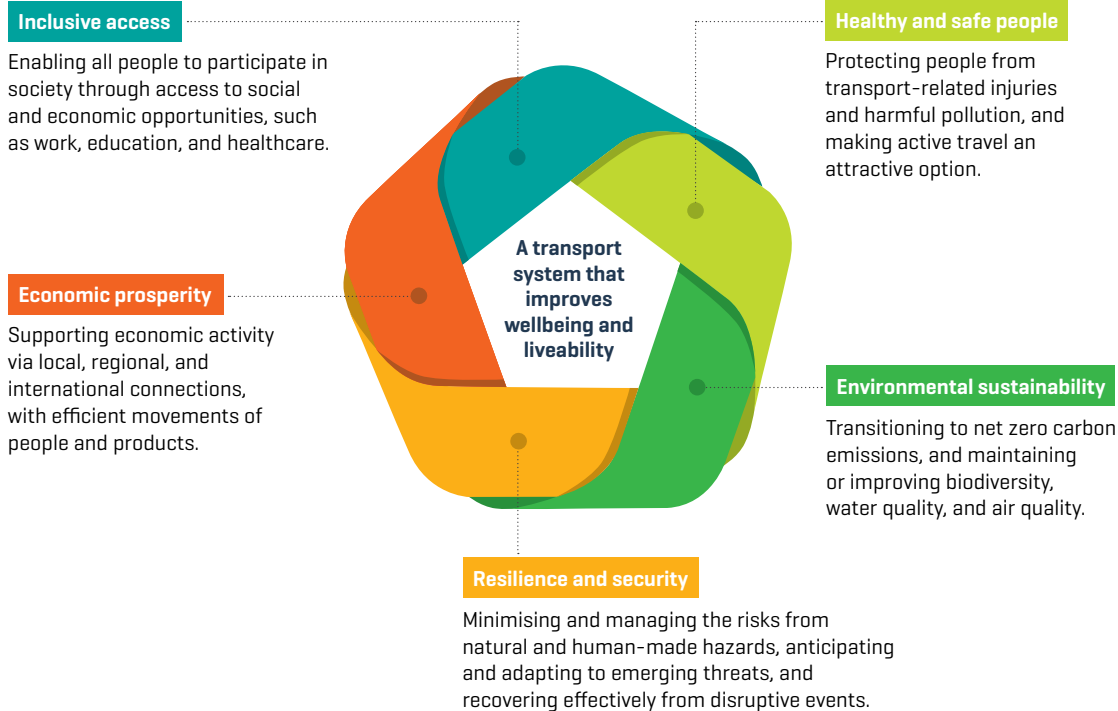 Inclusive access
Enabling all people to participate in
society through access to social
and economic opportunities, such
as work, education, and healthcare.
Healthy and safe people
Protecting people from
transport-related injuries
and harmful pollution, and
making active travel an
attractive option.
A transport
system that
improves
wellbeing and
liveability
Economic prosperity
Supporting economic activity
via local, regional, and
international connections,
with efficient movements of
people and products.
Environmental sustainability
Transitioning to net zero carbon
emissions, and maintaining
or improving biodiversity,
water quality, and air quality.
Resilience and security
Minimising and managing the risks from
natural and human-made hazards, anticipating
and adapting to emerging threats, and
recovering effectively from disruptive events.